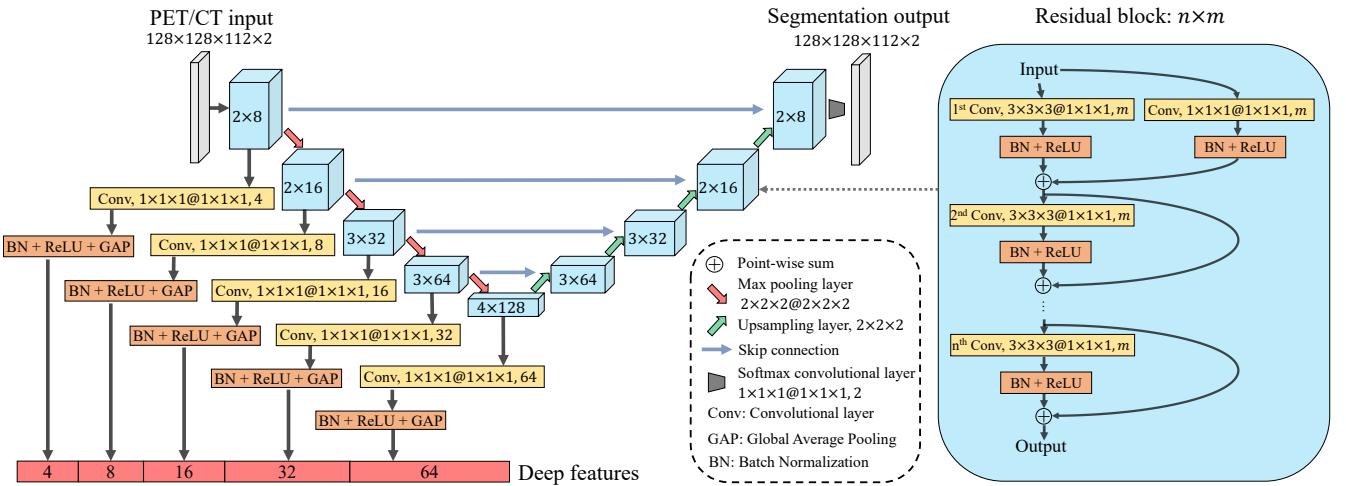 PET/CT input
128×128×112×2
Segmentation output
128×128×112×2
Residual block: n×m
2×8
2×16
3×32
3×64
4×128
3×64
3×32
2×16
2×8
Conv, 1×1×1@1×1×1, 4
BN + ReLU + GAP
Conv, 1×1×1@1×1×1, 8
BN + ReLU + GAP
Conv, 1×1×1@1×1×1, 16
BN + ReLU + GAP
Conv, 1×1×1@1×1×1, 32
BN + ReLU + GAP
Conv, 1×1×1@1×1×1, 64
BN + ReLU + GAP
4
8
16
32
64
Deep features
Point-wise sum
Max pooling layer
2×2×2@2×2×2
Upsampling layer, 2×2×2
Skip connection
Softmax convolutional layer
1×1×1@1×1×1, 2
Conv: Convolutional layer
GAP: Global Average Pooling
BN: Batch Normalization
Input
1st Conv, 3×3×3@1×1×1, m
Conv, 1×1×1@1×1×1, m
BN + ReLU
BN + ReLU
2nd Conv, 3×3×3@1×1×1, m
BN + ReLU
nth Conv, 3×3×3@1×1×1, m
BN + ReLU
Output